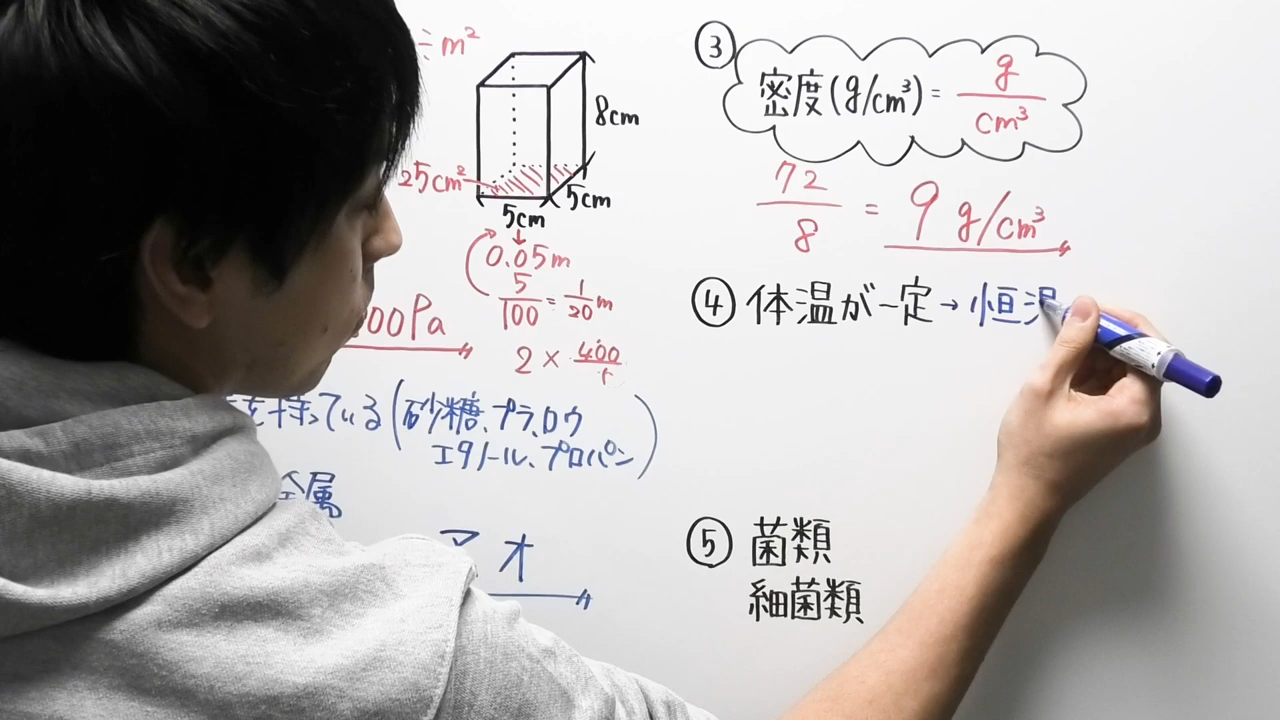 ÷m²
8cm
25cm²
5cm
5cm
0.05m
5/100 = 1/20 m
00Pa
2 × 400
を持っている(砂糖、プラ、ロウ
エタノール、プロパン)
金属
オ
③
密度(g/cm³) = g/cm³
72/8 = 9 g/cm³
④ 体温が一定→恒温
⑤ 菌類
細菌類